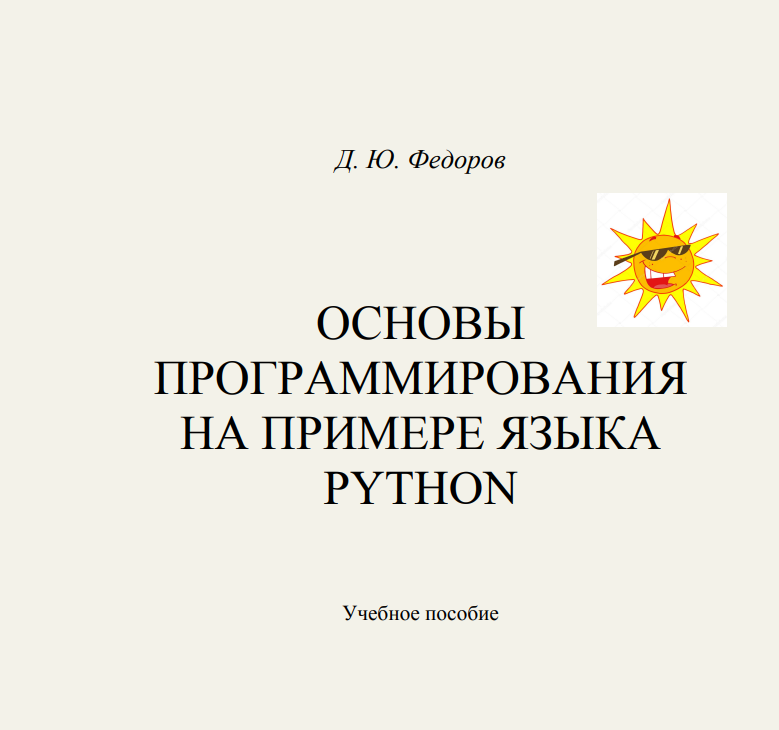 Д. Ю. Федоров
ОСНОВЫ
ПРОГРАММИРОВАНИЯ
НА ПРИМЕРЕ ЯЗЫКА
PYTHON
Учебное пособие